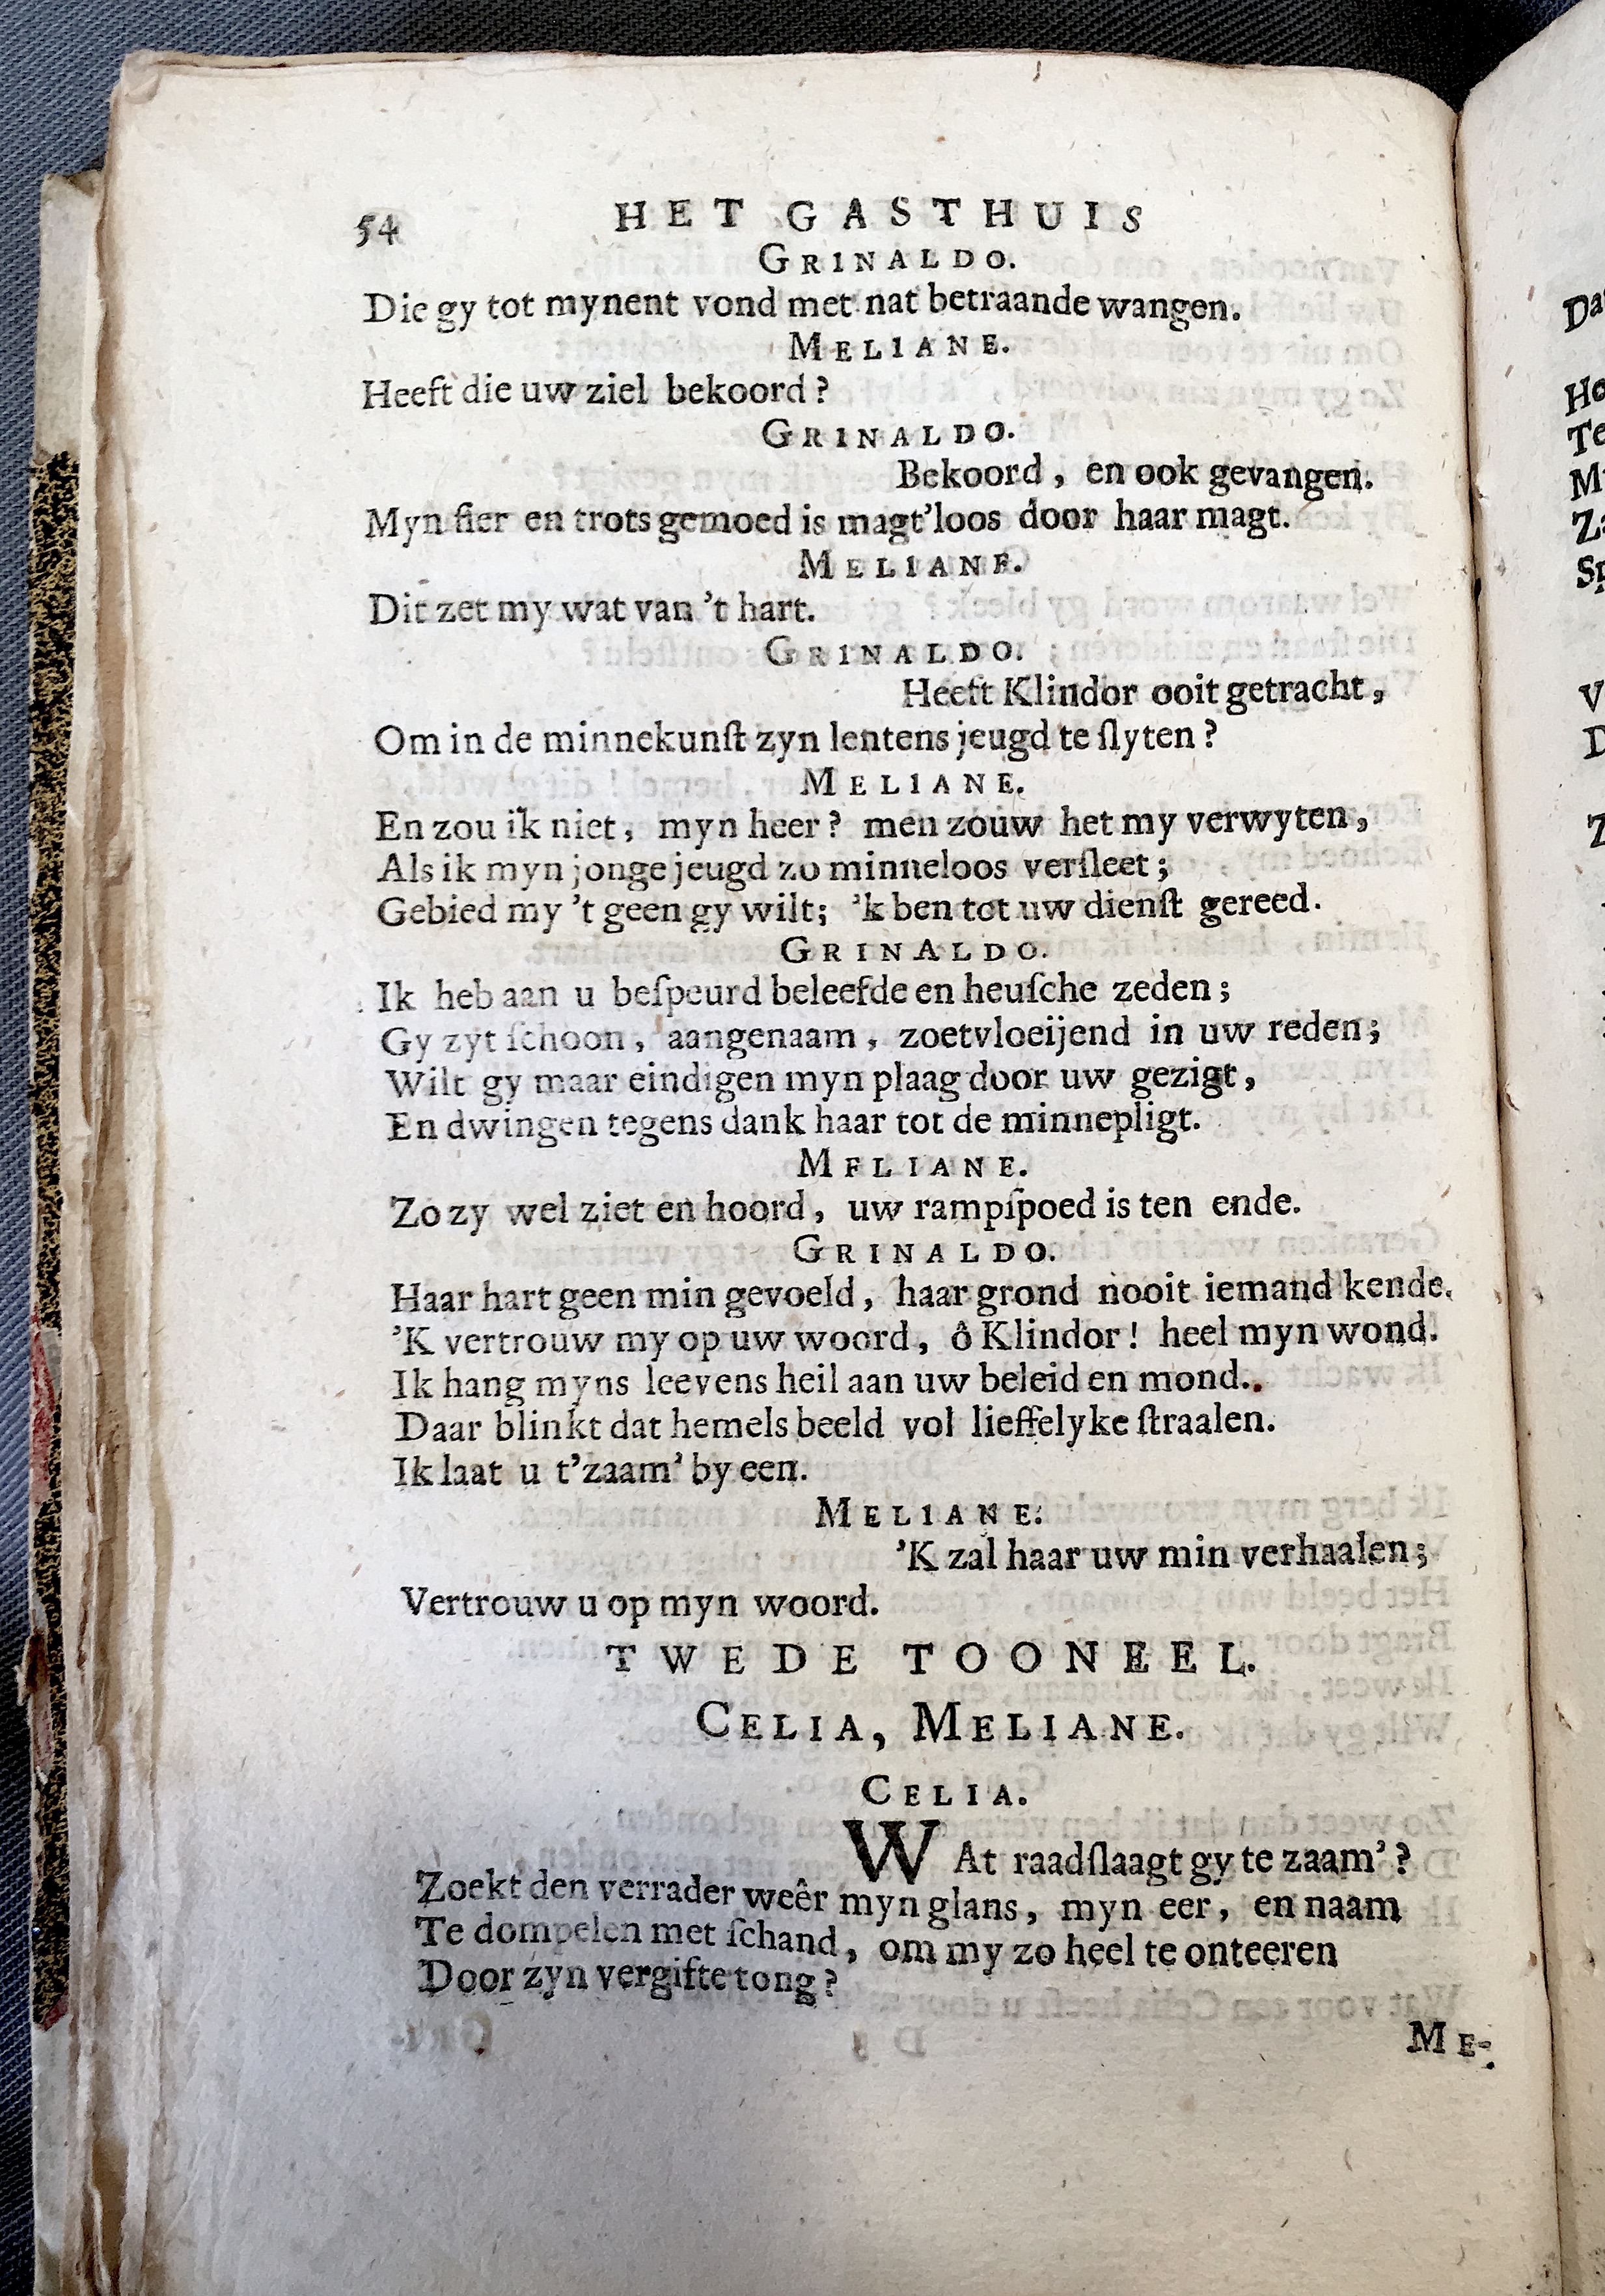 54 HET GASTHUIS
GRINALDO.
Die gy tot mynent vond met nat betraande wangen.
MELIANE.
Heeft die uw ziel bekoord?
GRINALDO.
Bekoord, en ook gevangen.
Myn fier en trots gemoed is magt'loos door haar magt.
MELIANE.
Dit zet my wat van 't hart.
GRINALDO.
Heeft Klindor ooit getracht,
Om in de minnekunſt zyn lentens jeugd te ſlyten?
MELIANE.
En zou ik niet, myn heer? men zouw het my verwyten,
Als ik myn jonge jeugd zo minneloos verſleet;
Gebied my 't geen gy wilt; 'k ben tot uw dienſt gereed.
GRINALDO.
Ik heb aan u beſpeurd beleefde en heuſche zeden;
Gy zyt ſchoon, aangenaam, zoetvloeijend in uw reden;
Wilt gy maar eindigen myn plaag door uw gezigt,
En dwingen tegens dank haar tot de minnepligt.
MELIANE.
Zo zy wel ziet en hoord, uw rampſpoed is ten ende.
GRINALDO.
Haar hart geen min gevoeld, haar grond nooit iemand kende.
'K vertrouw my op uw woord, ô Klindor! heel myn wond.
Ik hang myns leevens heil aan uw beleid en mond.
Daar blinkt dat hemels beeld vol lieffelyke ſtraalen.
Ik laat u t'zaam' by een.
MELIANE.
'K zal haar uw min verhaalen;
Vertrouw u op myn woord.
TWEDE TOONEEL.
CELIA, MELIANE.
CELIA.
WAt raadſlaagt gy te zaam'?
Zoekt den verrader weêr myn glans, myn eer, en naam
Te dompelen met ſchand, om my zo heel te onteeren
Door zyn vergifte tong?
ME-